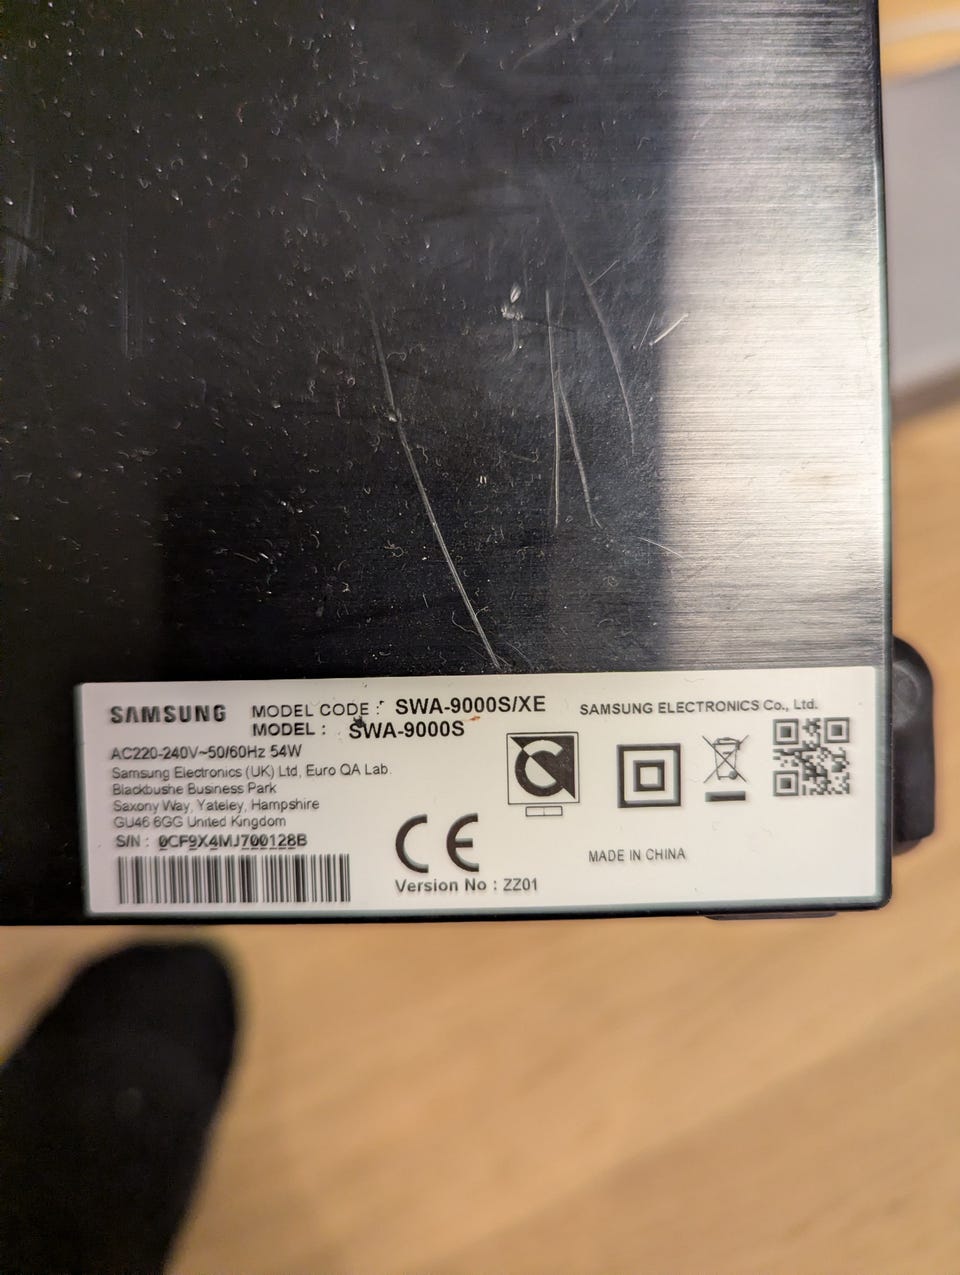 SAMSUNG
MODEL CODE : SWA-9000S/XE
MODEL : SWA-9000S
SAMSUNG ELECTRONICS Co., Ltd.
AC220-240V~50/60Hz 54W
Samsung Electronics (UK) Ltd, Euro QA Lab.
Blackbushe Business Park
Saxony Way, Yateley, Hampshire
GU46 6GG United Kingdom
S/N : 0CF9X4MJ700128B
CE
Version No : ZZ01
MADE IN CHINA